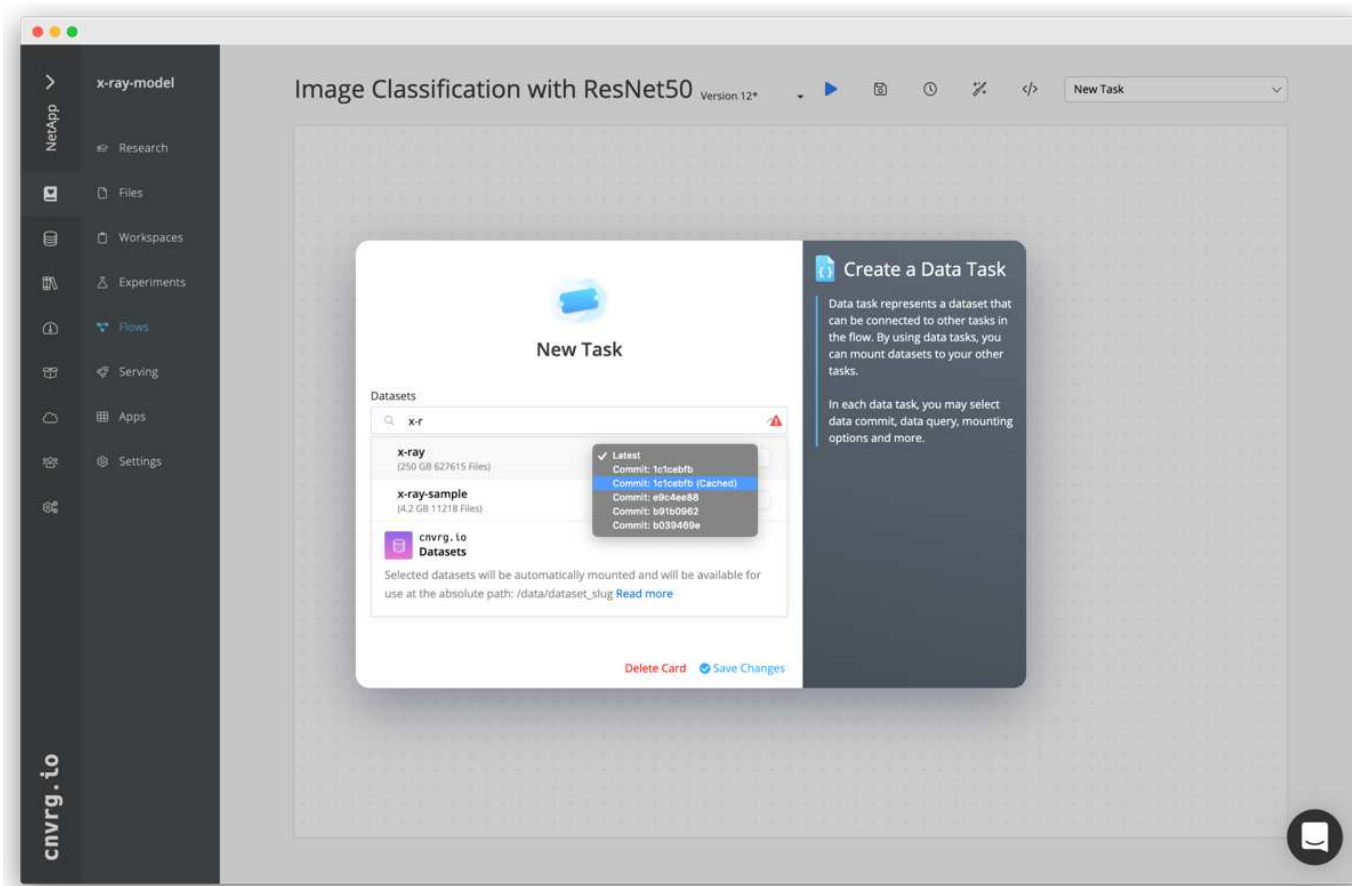 NetApp
cnvrg.io
x-ray-model
Research
Files
Workspaces
Experiments
Flows
Serving
Apps
Settings
Image Classification with ResNet50 Version 12*
</>
New Task
New Task
Datasets
x-r
x-ray
(250 GB 627615 Files)
✓ Latest
Commit: 1c1cebfb
Commit: 1c1cebfb (Cached)
Commit: e9c4ee88
Commit: b91b0962
Commit: b039469e
x-ray-sample
(4.2 GB 11218 Files)
cnvrg.io
Datasets
Selected datasets will be automatically mounted and will be available for
use at the absolute path: /data/dataset_slug Read more
Delete Card Save Changes
Create a Data Task
Data task represents a dataset that
can be connected to other tasks in
the flow. By using data tasks, you
can mount datasets to your other
tasks.
In each data task, you may select
data commit, data query, mounting
options and more.